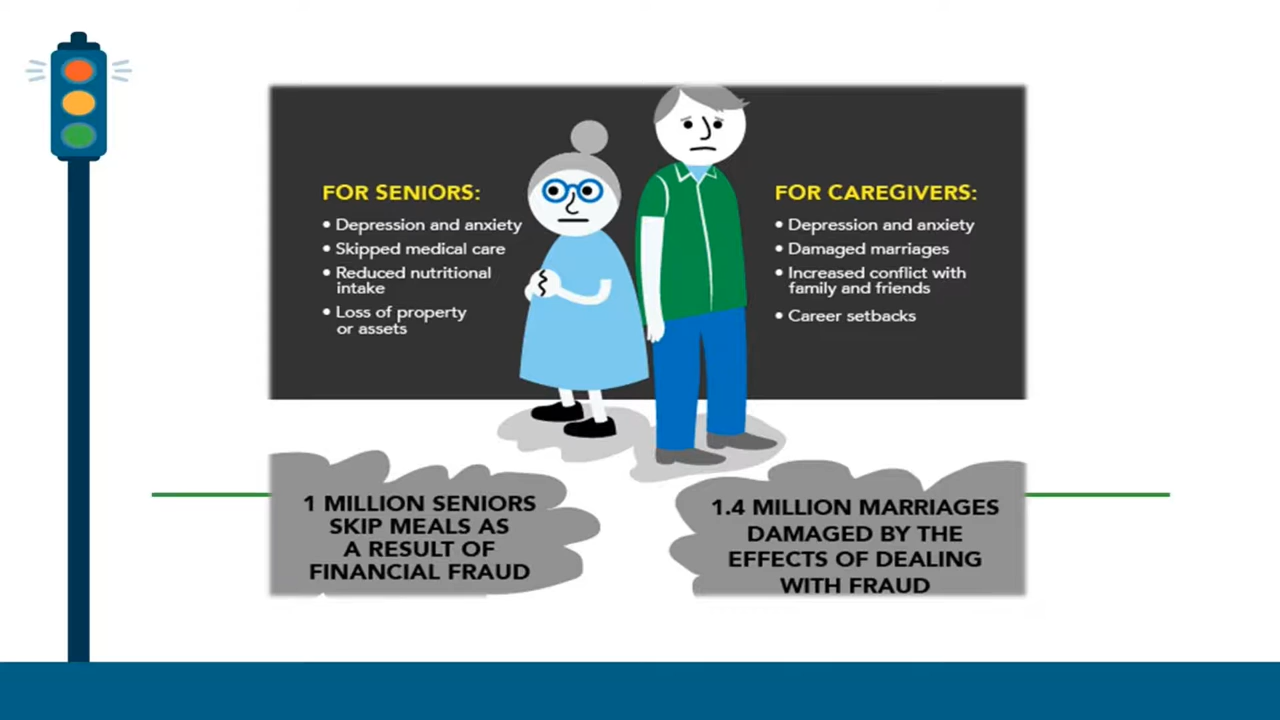 FOR SENIORS:
• Depression and anxiety
• Skipped medical care
• Reduced nutritional
intake
• Loss of property
or assets
FOR CAREGIVERS:
• Depression and anxiety
• Damaged marriages
• Increased conflict with
family and friends
• Career setbacks
1 MILLION SENIORS
SKIP MEALS AS
A RESULT OF
FINANCIAL FRAUD
1.4 MILLION MARRIAGES
DAMAGED BY THE
EFFECTS OF DEALING
WITH FRAUD